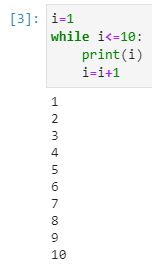 [3]: i=1
while i<=10:
    print(i)
    i=i+1
1
2
3
4
5
6
7
8
9
10